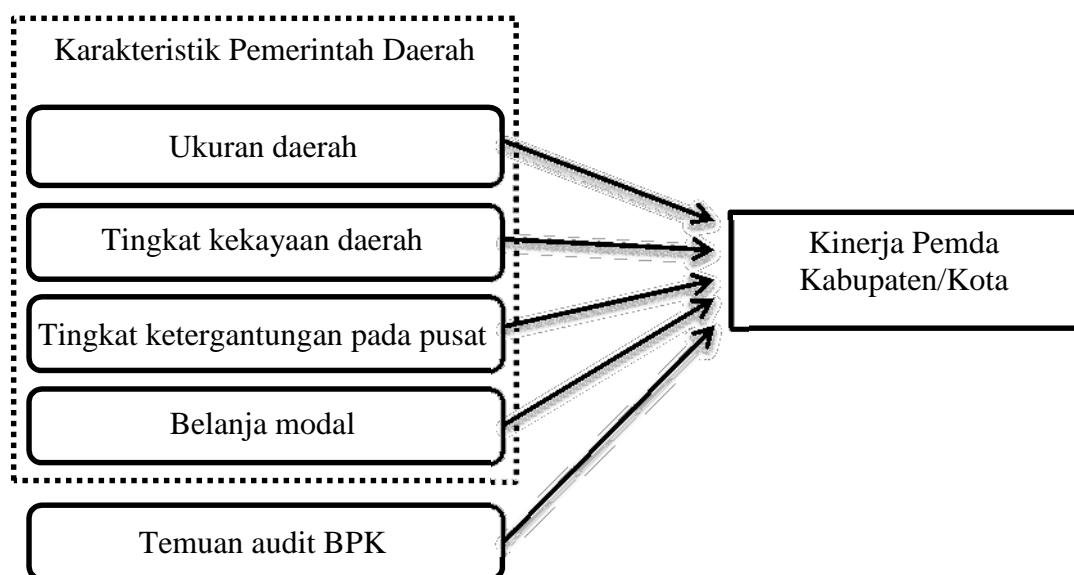 Karakteristik Pemerintah Daerah
Ukuran daerah
Tingkat kekayaan daerah
Tingkat ketergantungan pada pusat
Belanja modal
Temuan audit BPK
Kinerja Pemda
Kabupaten/Kota